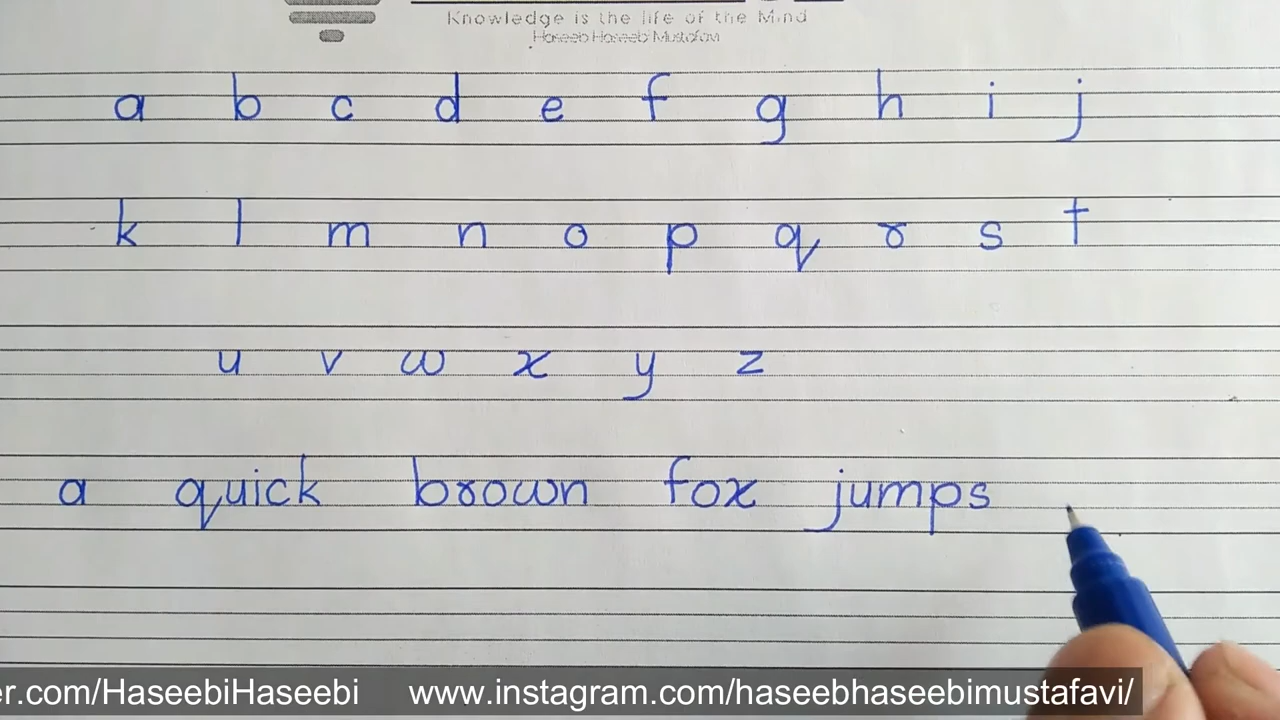 Knowledge is the life of the Mind
Haseeb Haseebi Mustafavi
a b c d e f g h i j
k l m n o p q r s t
u v w x y z
a quick brown fox jumps
er.com/HaseebiHaseebi www.instagram.com/haseebhaseebimustafavi/